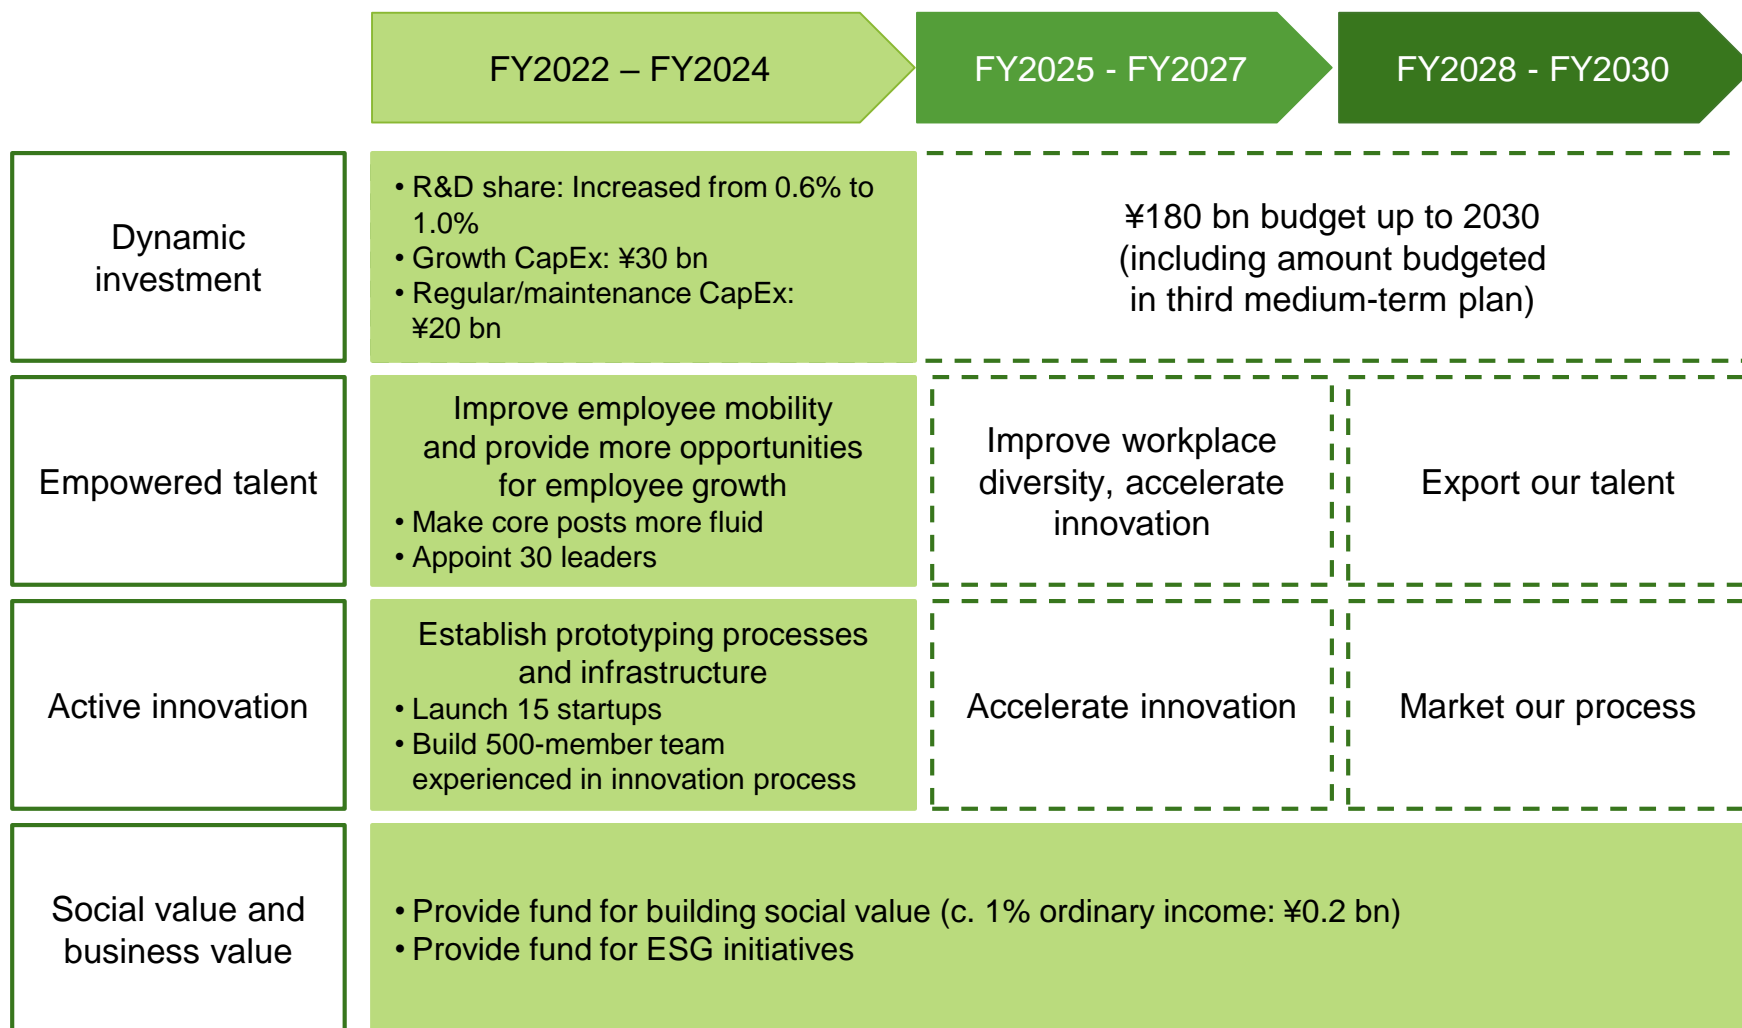 FY2022 – FY2024
FY2025 - FY2027
FY2028 - FY2030
Dynamic
investment
• R&D share: Increased from 0.6% to
1.0%
• Growth CapEx: ¥30 bn
• Regular/maintenance CapEx:
¥20 bn
¥180 bn budget up to 2030
(including amount budgeted
in third medium-term plan)
Empowered talent
Improve employee mobility
and provide more opportunities
for employee growth
• Make core posts more fluid
• Appoint 30 leaders
Improve workplace
diversity, accelerate
innovation
Export our talent
Active innovation
Establish prototyping processes
and infrastructure
• Launch 15 startups
• Build 500-member team
experienced in innovation process
Accelerate innovation
Market our process
Social value and
business value
• Provide fund for building social value (c. 1% ordinary income: ¥0.2 bn)
• Provide fund for ESG initiatives